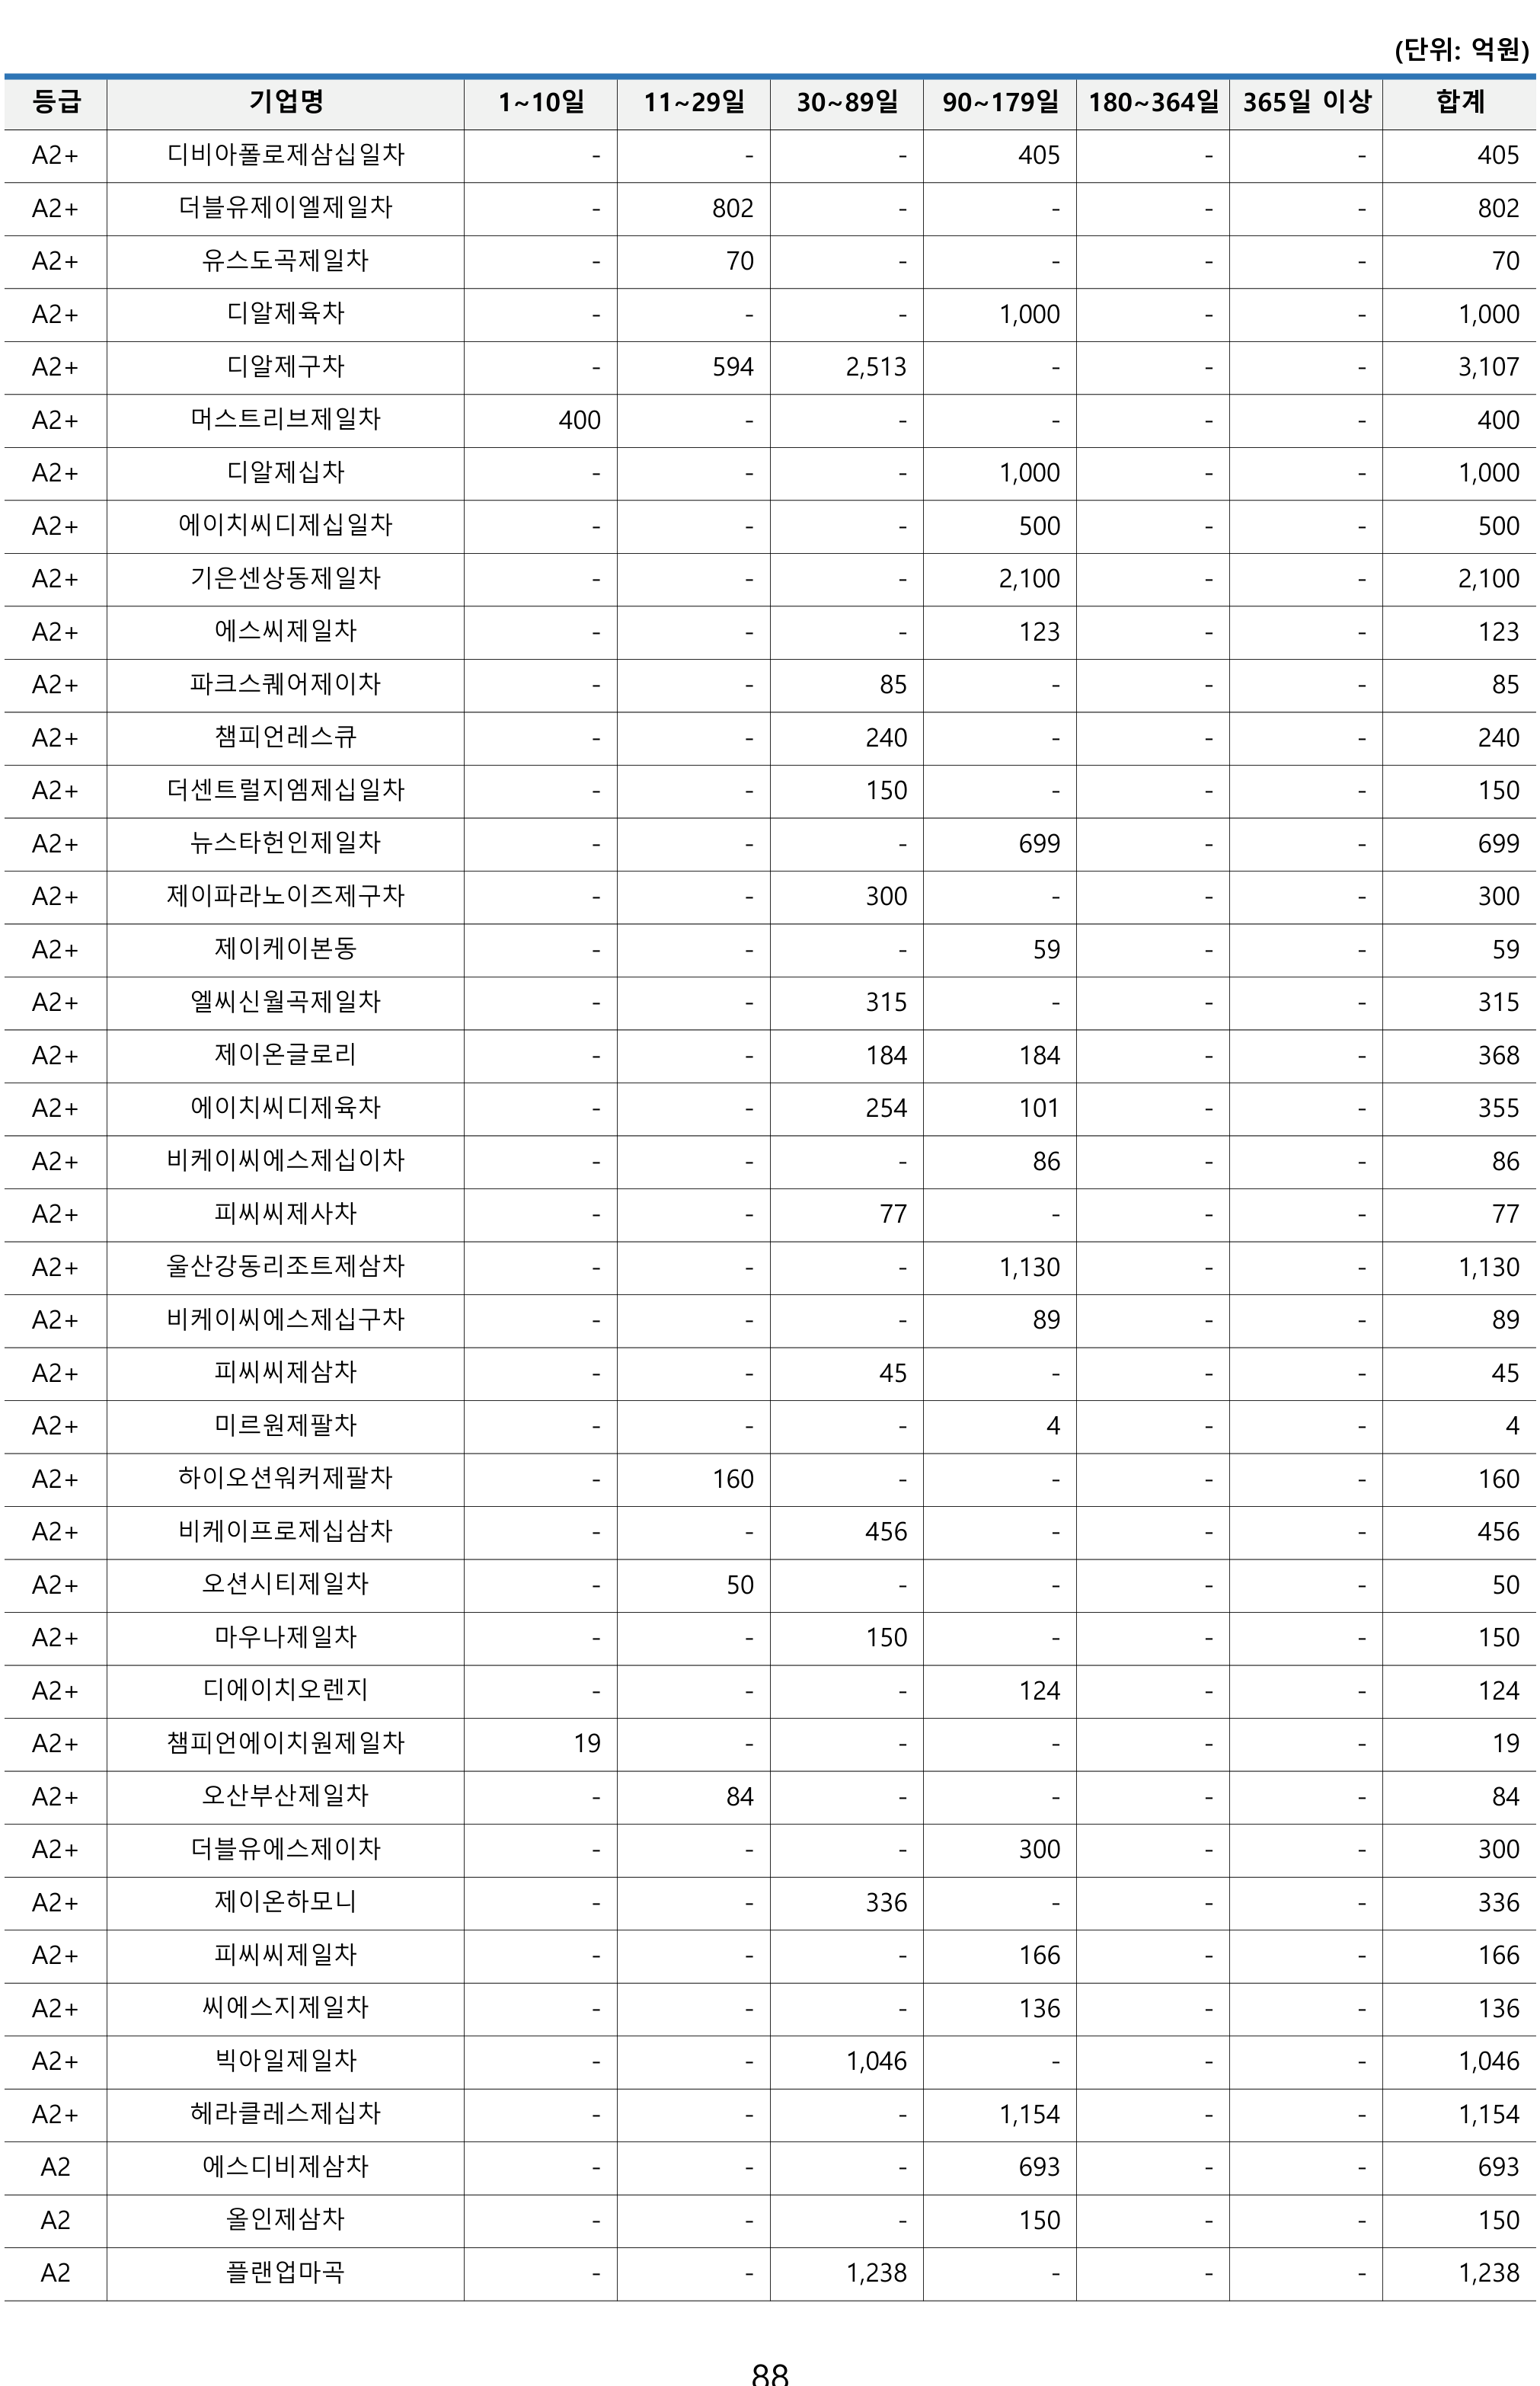 (단위: 억원)
등급 기업명 1~10일 11~29일 30~89일 90~179일 180~364일 365일 이상 합계
A2+ 디비아폴로제삼십일차 - - - 405 - - 405
A2+ 더블유제이엘제일차 - 802 - - - - 802
A2+ 유스도곡제일차 - 70 - - - - 70
A2+ 디알제육차 - - - 1,000 - - 1,000
A2+ 디알제구차 - 594 2,513 - - - 3,107
A2+ 머스트리브제일차 400 - - - - - 400
A2+ 디알제십차 - - - 1,000 - - 1,000
A2+ 에이치씨디제십일차 - - - 500 - - 500
A2+ 기은센상동제일차 - - - 2,100 - - 2,100
A2+ 에스씨제일차 - - - 123 - - 123
A2+ 파크스퀘어제이차 - - 85 - - - 85
A2+ 챔피언레스큐 - - 240 - - - 240
A2+ 더센트럴지엠제십일차 - - 150 - - - 150
A2+ 뉴스타헌인제일차 - - - 699 - - 699
A2+ 제이파라노이즈제구차 - - 300 - - - 300
A2+ 제이케이본동 - - - 59 - - 59
A2+ 엘씨신월곡제일차 - - 315 - - - 315
A2+ 제이온글로리 - - 184 184 - - 368
A2+ 에이치씨디제육차 - - 254 101 - - 355
A2+ 비케이씨에스제십이차 - - - 86 - - 86
A2+ 피씨씨제사차 - - 77 - - - 77
A2+ 울산강동리조트제삼차 - - - 1,130 - - 1,130
A2+ 비케이씨에스제십구차 - - - 89 - - 89
A2+ 피씨씨제삼차 - - 45 - - - 45
A2+ 미르원제팔차 - - - 4 - - 4
A2+ 하이오션워커제팔차 - 160 - - - - 160
A2+ 비케이프로제십삼차 - - 456 - - - 456
A2+ 오션시티제일차 - 50 - - - - 50
A2+ 마우나제일차 - - 150 - - - 150
A2+ 디에이치오렌지 - - - 124 - - 124
A2+ 챔피언에이치원제일차 19 - - - - - 19
A2+ 오산부산제일차 - 84 - - - - 84
A2+ 더블유에스제이차 - - - 300 - - 300
A2+ 제이온하모니 - - 336 - - - 336
A2+ 피씨씨제일차 - - - 166 - - 166
A2+ 씨에스지제일차 - - - 136 - - 136
A2+ 빅아일제일차 - - 1,046 - - - 1,046
A2+ 헤라클레스제십차 - - - 1,154 - - 1,154
A2 에스디비제삼차 - - - 693 - - 693
A2 올인제삼차 - - - 150 - - 150
A2 플랜업마곡 - - 1,238 - - - 1,238
88